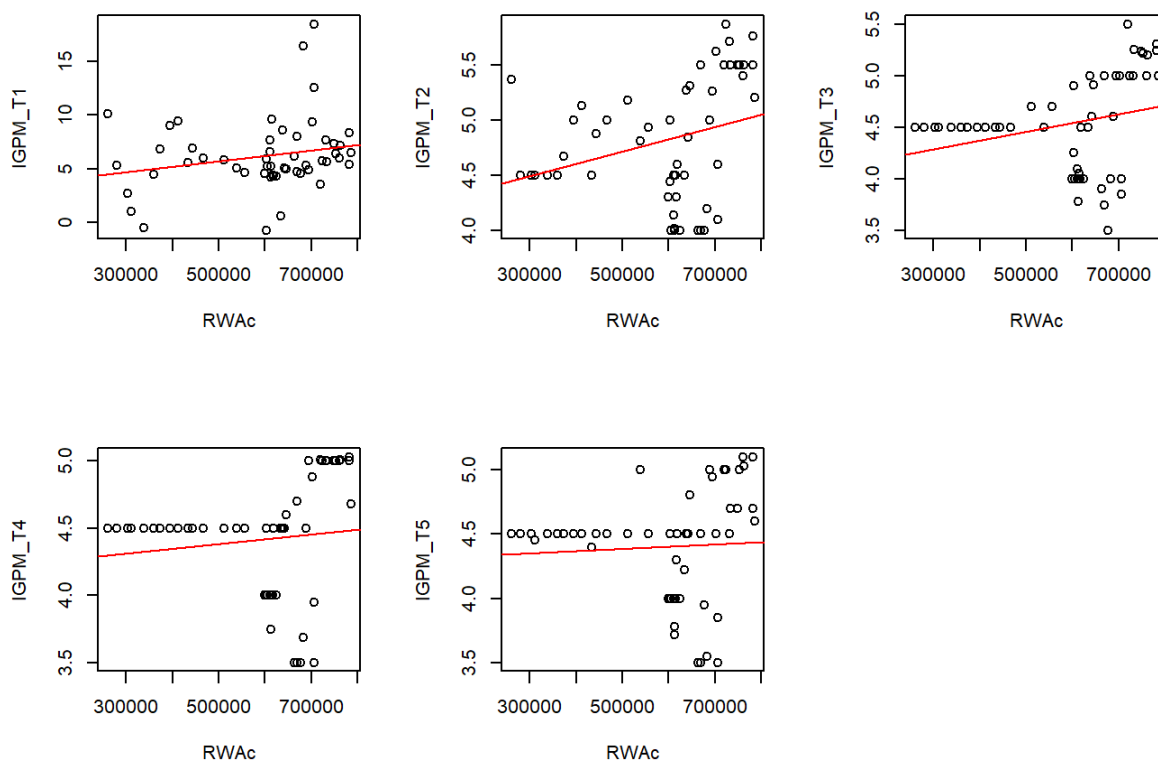 IGPM_T1
0 5 10 15
300000 500000 700000
RWAc
IGPM_T2
4.0 4.5 5.0 5.5
300000 500000 700000
RWAc
IGPM_T3
3.5 4.0 4.5 5.0 5.5
300000 500000 700000
RWAc
IGPM_T4
3.5 4.0 4.5 5.0
300000 500000 700000
RWAc
IGPM_T5
3.5 4.0 4.5 5.0
300000 500000 700000
RWAc